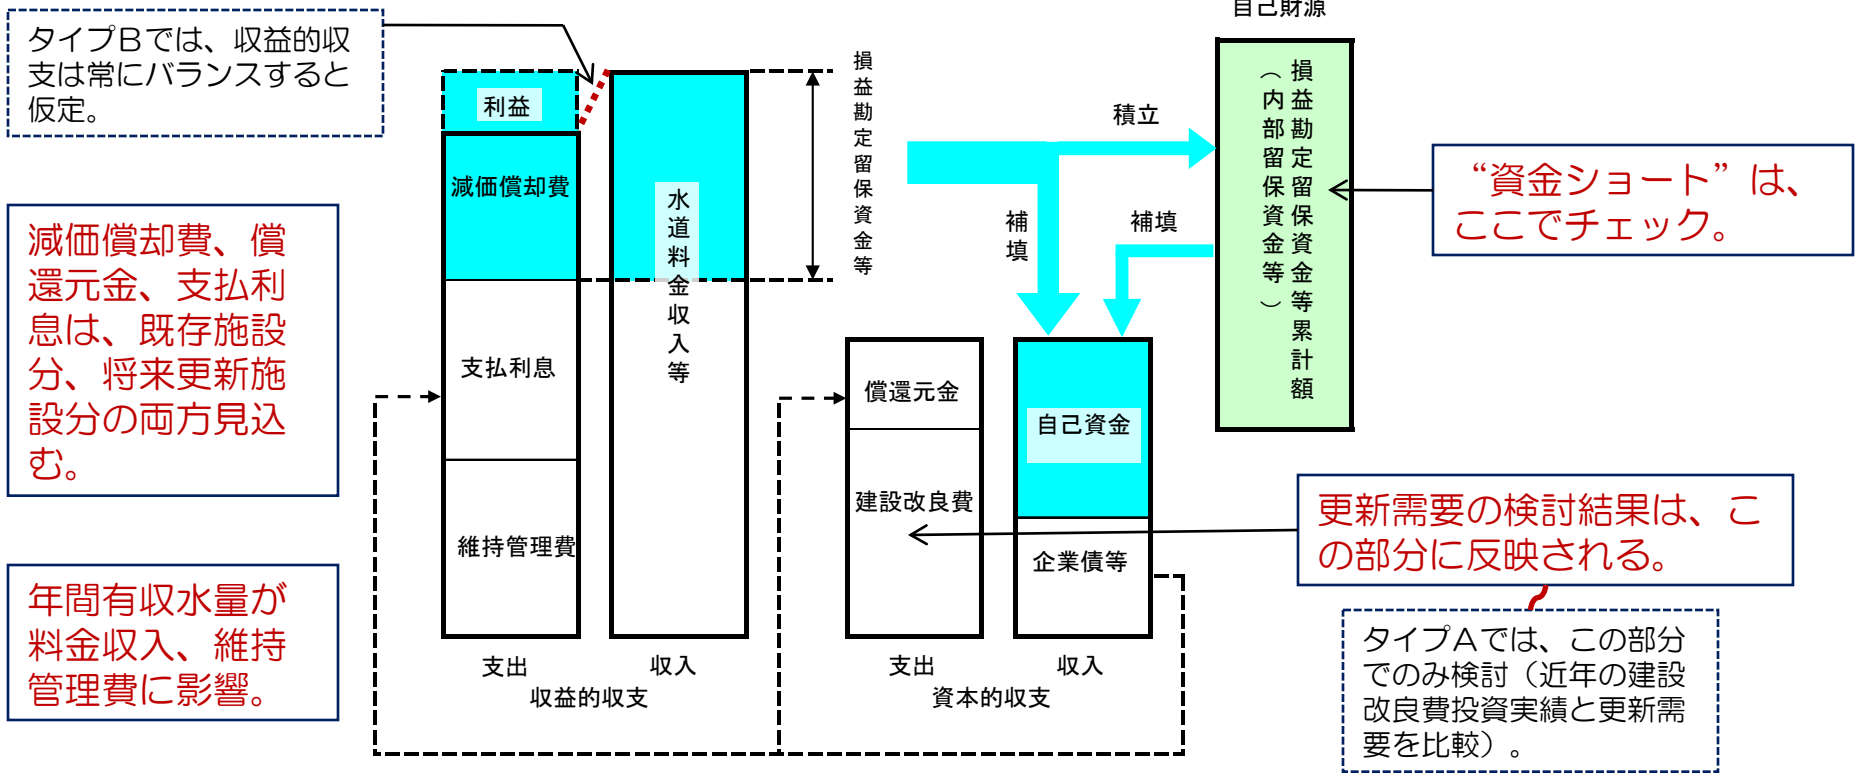 自己財源
タイプBでは、収益的収
支は常にバランスすると
仮定。
利益
減価償却費
支払利息
維持管理費
水道料金収入等
損益勘定留保資金等
積立
補填
補填
損益勘定留保資金等累計額
（内部留保資金等）
“資金ショート”は、
ここでチェック。
減価償却費、償
還元金、支払利
息は、既存施設
分、将来更新施
設分の両方見込
む。
償還元金
建設改良費
自己資金
企業債等
更新需要の検討結果は、こ
の部分に反映される。
年間有収水量が
料金収入、維持
管理費に影響。
タイプAでは、この部分
でのみ検討（近年の建設
改良費投資実績と更新需
要を比較）。
支出
収入
収益的収支
支出
収入
資本的収支